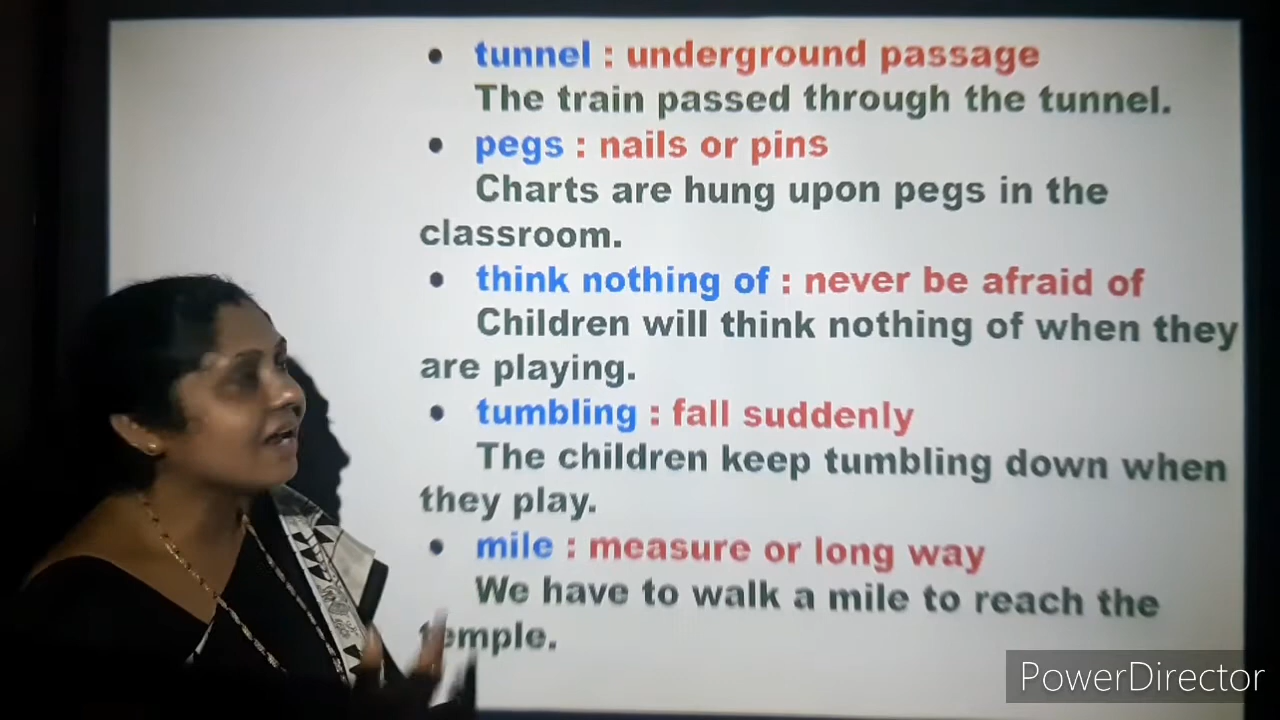 • tunnel : underground passage
The train passed through the tunnel.
• pegs : nails or pins
Charts are hung upon pegs in the
classroom.
• think nothing of : never be afraid of
Children will think nothing of when they
are playing.
• tumbling : fall suddenly
The children keep tumbling down when
they play.
• mile : measure or long way
We have to walk a mile to reach the
temple.
PowerDirector